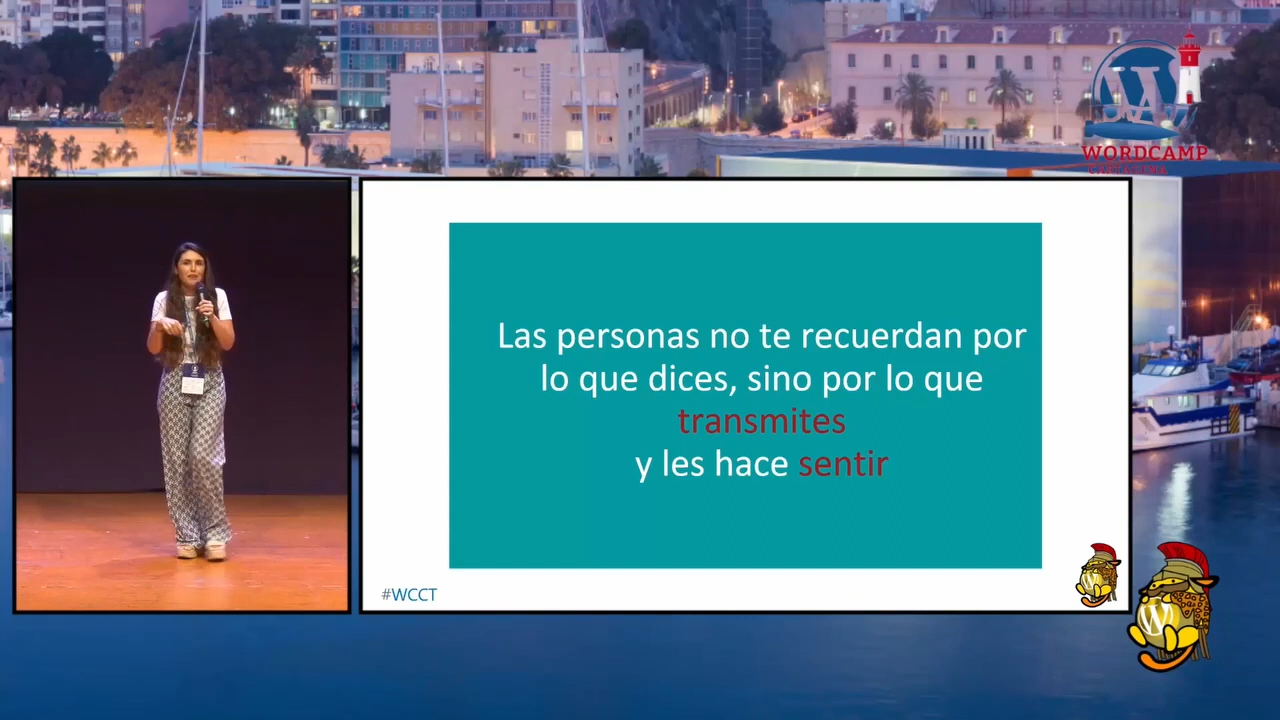 WORDCAMP
CARTAGENA
Las personas no te recuerdan por
lo que dices, sino por lo que
transmites
y les hace sentir
#WCCT